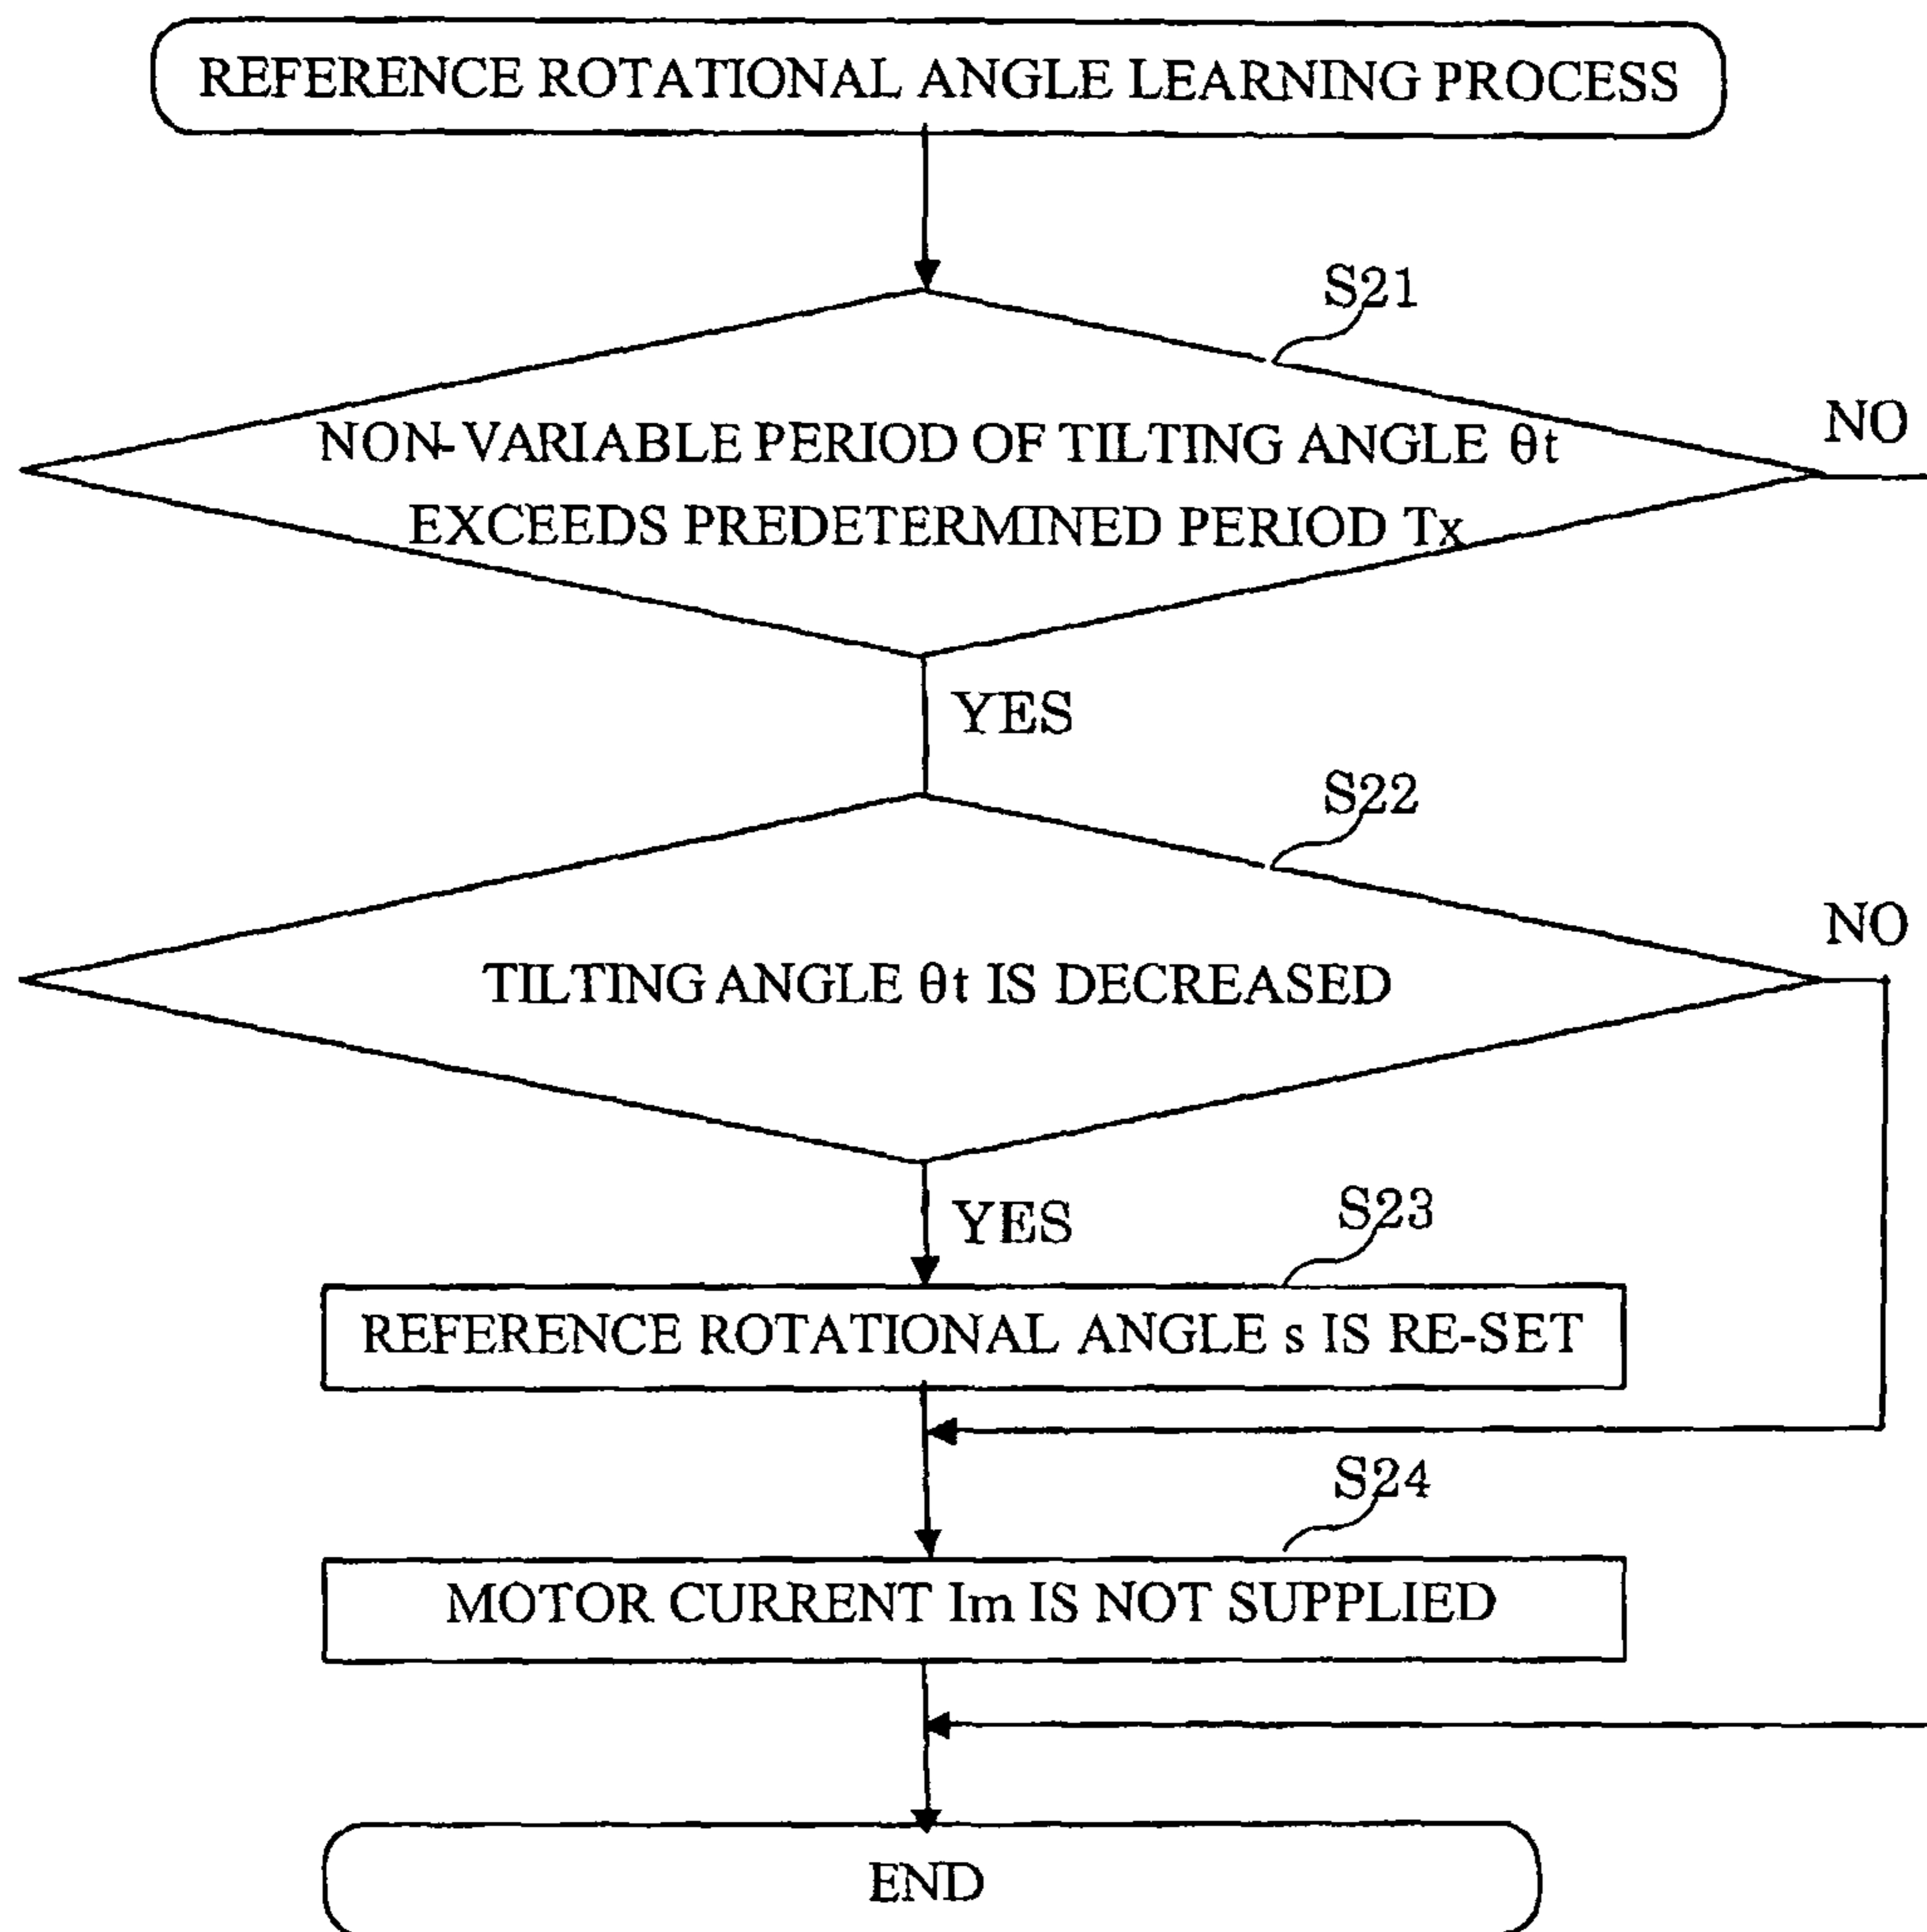 REFERENCE ROTATIONAL ANGLE LEARNING PROCESS
S21
NO
NON-VARIABLE PERIOD OF TILTING ANGLE θt
EXCEEDS PREDETERMINED PERIOD Tx
YES
S22
NO
TILTING ANGLE θt IS DECREASED
YES
S23
REFERENCE ROTATIONAL ANGLE s IS RE-SET
S24
MOTOR CURRENT Im IS NOT SUPPLIED
END